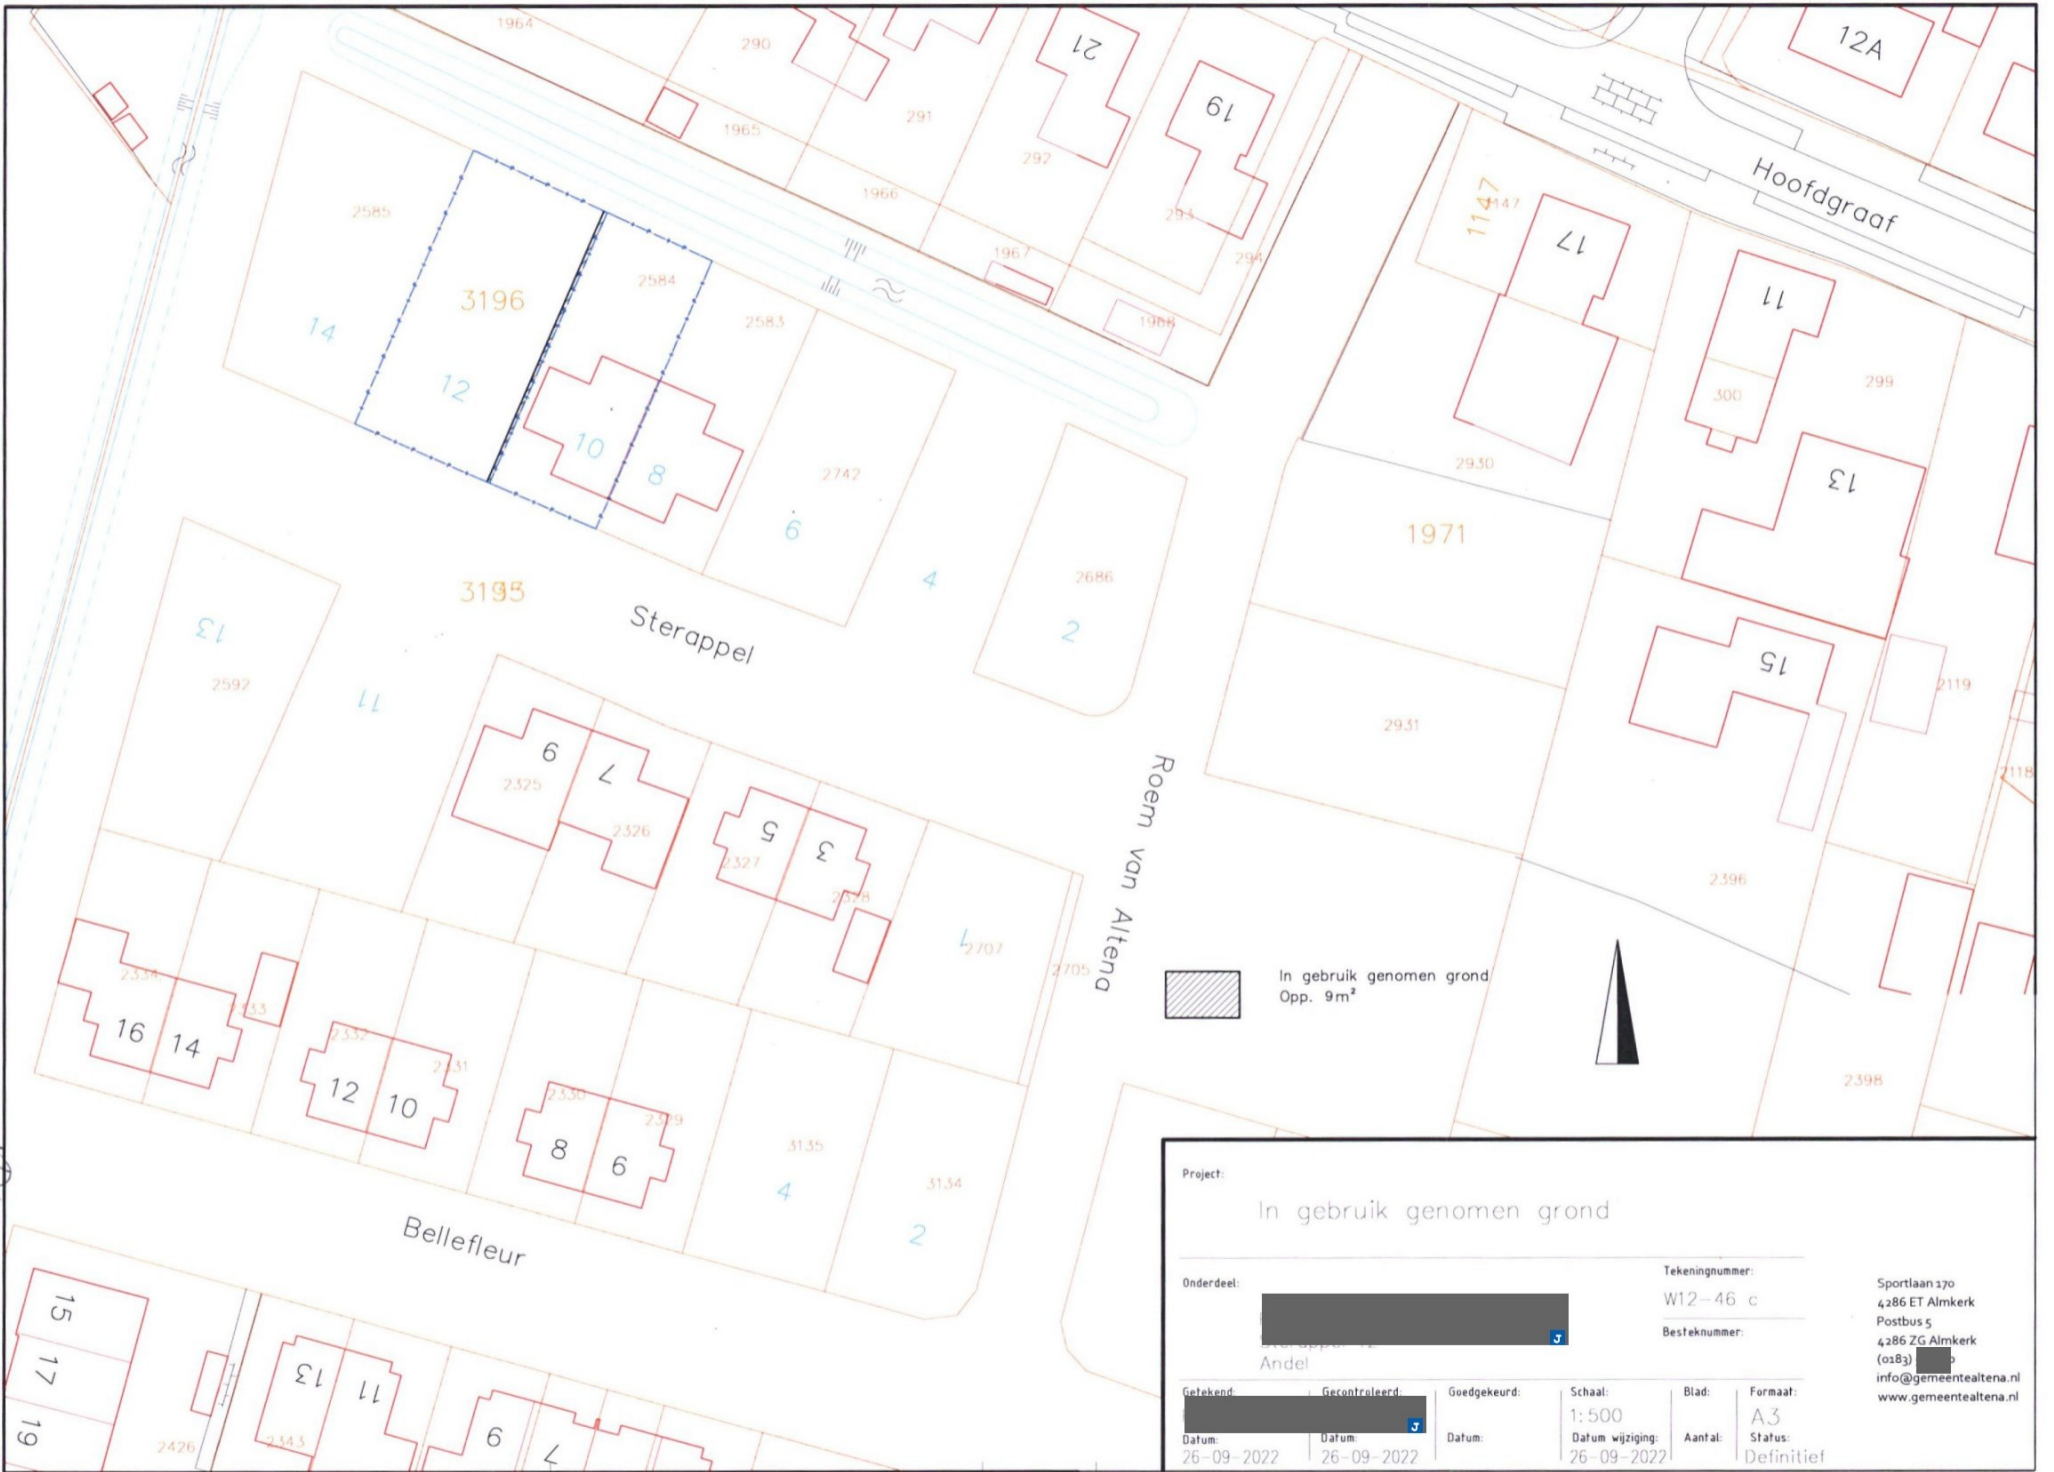 1964
290
21
12A
19
291
1965
292
1966
Hoofdgraaf
2585
293
1147
1147
17
1967
294
3196
2584
11
14
2583
1968
12
300
299
10
8
2742
2930
13
6
1971
3195
4
2686
Sterappel
2
13
15
2592
11
2119
2931
9
7
2325
2326
5
3
2327
2328
Roem van Altena
2118
2396
1
2707
2705
In gebruik genomen grond
Opp. 9m²
2334
2333
16
14
2332
2331
12
10
2330
2329
8
6
3135
4
3134
2
2398
Bellefleur
15
17
19
13
11
9
7
2426
2343
Project:
In gebruik genomen grond
Onderdeel:
Andel
Tekeningnummer:
W12-46 c
Besteknummer:
Sportlaan 170
4286 ET Almkerk
Postbus 5
4286 ZG Almkerk
(0183)
info@gemeentealtena.nl
www.gemeentealtena.nl
Getekend:
Gecontroleerd:
Goedgekeurd:
Schaal:
Blad:
Formaat:
1:500
A3
Datum:
Datum:
Datum:
Datum wijziging:
Aantal:
Status:
26-09-2022
26-09-2022
26-09-2022
Definitief